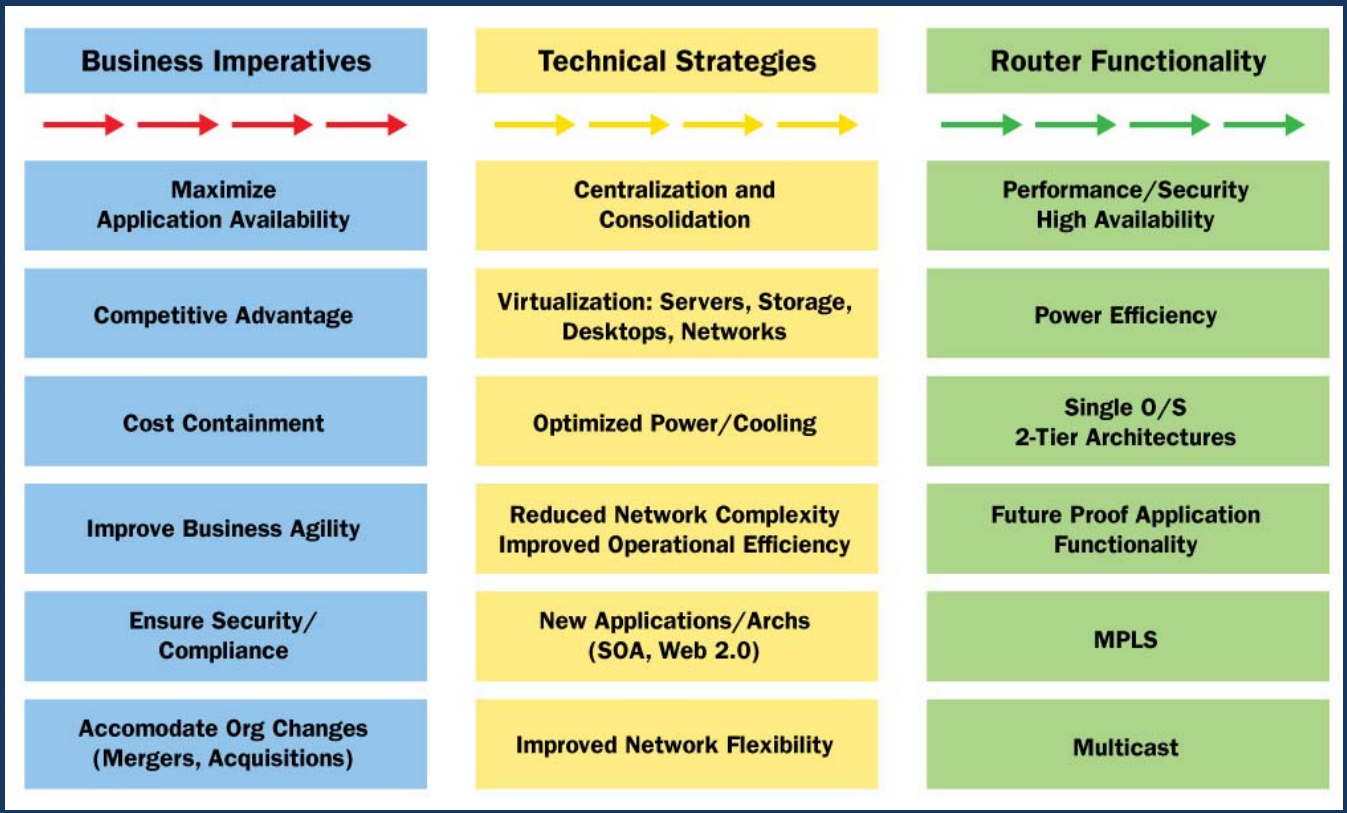 Business Imperatives
Maximize
Application Availability
Competitive Advantage
Cost Containment
Improve Business Agility
Ensure Security/
Compliance
Accomodate Org Changes
(Mergers, Acquisitions)
Technical Strategies
Centralization and
Consolidation
Virtualization: Servers, Storage,
Desktops, Networks
Optimized Power/Cooling
Reduced Network Complexity
Improved Operational Efficiency
New Applications/Archs
(SOA, Web 2.0)
Improved Network Flexibility
Router Functionality
Performance/Security
High Availability
Power Efficiency
Single O/S
2-Tier Architectures
Future Proof Application
Functionality
MPLS
Multicast